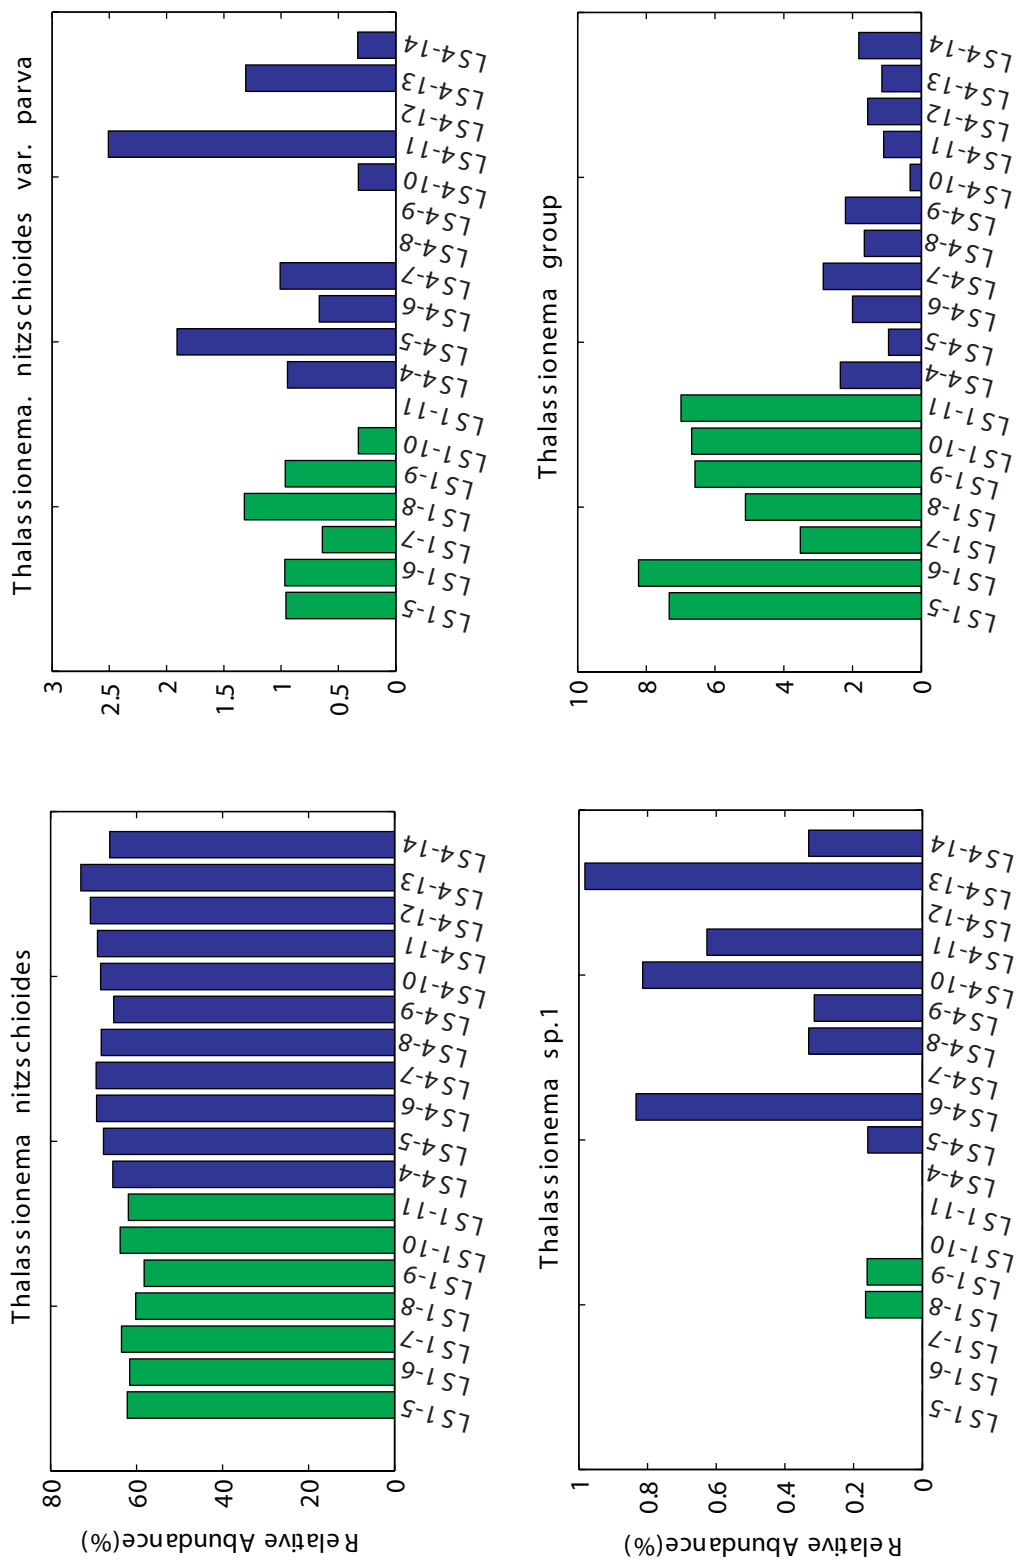 Thalassionema nitzschioides
Relative Abundance(%)
80
60
40
20
0
LS1-5
LS1-6
LS1-7
LS1-8
LS1-9
LS1-10
LS1-11
LS4-4
LS4-5
LS4-6
LS4-7
LS4-8
LS4-9
LS4-10
LS4-11
LS4-12
LS4-13
LS4-14
Thalassionema. nitzschioides var. parva
3
2.5
2
1.5
1
0.5
0
LS1-5
LS1-6
LS1-7
LS1-8
LS1-9
LS1-10
LS1-11
LS4-4
LS4-5
LS4-6
LS4-7
LS4-8
LS4-9
LS4-10
LS4-11
LS4-12
LS4-13
LS4-14
Thalassionema sp.1
Relative Abundance(%)
1
0.8
0.6
0.4
0.2
0
LS1-5
LS1-6
LS1-7
LS1-8
LS1-9
LS1-10
LS1-11
LS4-4
LS4-5
LS4-6
LS4-7
LS4-8
LS4-9
LS4-10
LS4-11
LS4-12
LS4-13
LS4-14
Thalassionema group
10
8
6
4
2
0
LS1-5
LS1-6
LS1-7
LS1-8
LS1-9
LS1-10
LS1-11
LS4-4
LS4-5
LS4-6
LS4-7
LS4-8
LS4-9
LS4-10
LS4-11
LS4-12
LS4-13
LS4-14